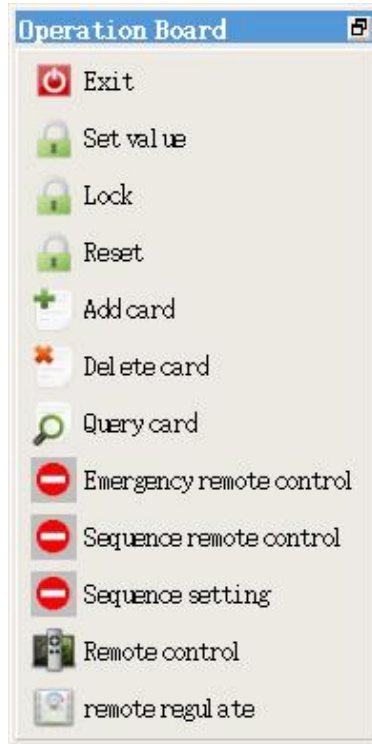 Operation Board
Exit
Set value
Lock
Reset
Add card
Delete card
Query card
Emergency remote control
Sequence remote control
Sequence setting
Remote control
remote regulate